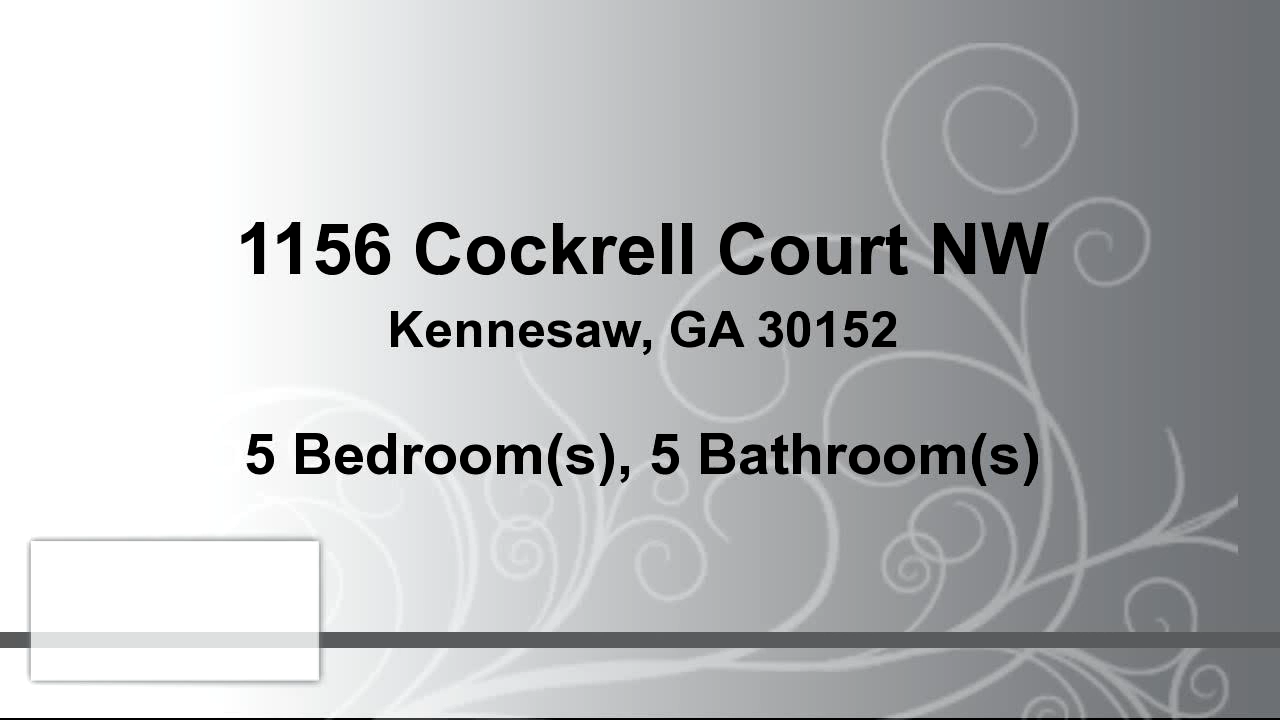 1156 Cockrell Court NW
Kennesaw, GA 30152
5 Bedroom(s), 5 Bathroom(s)